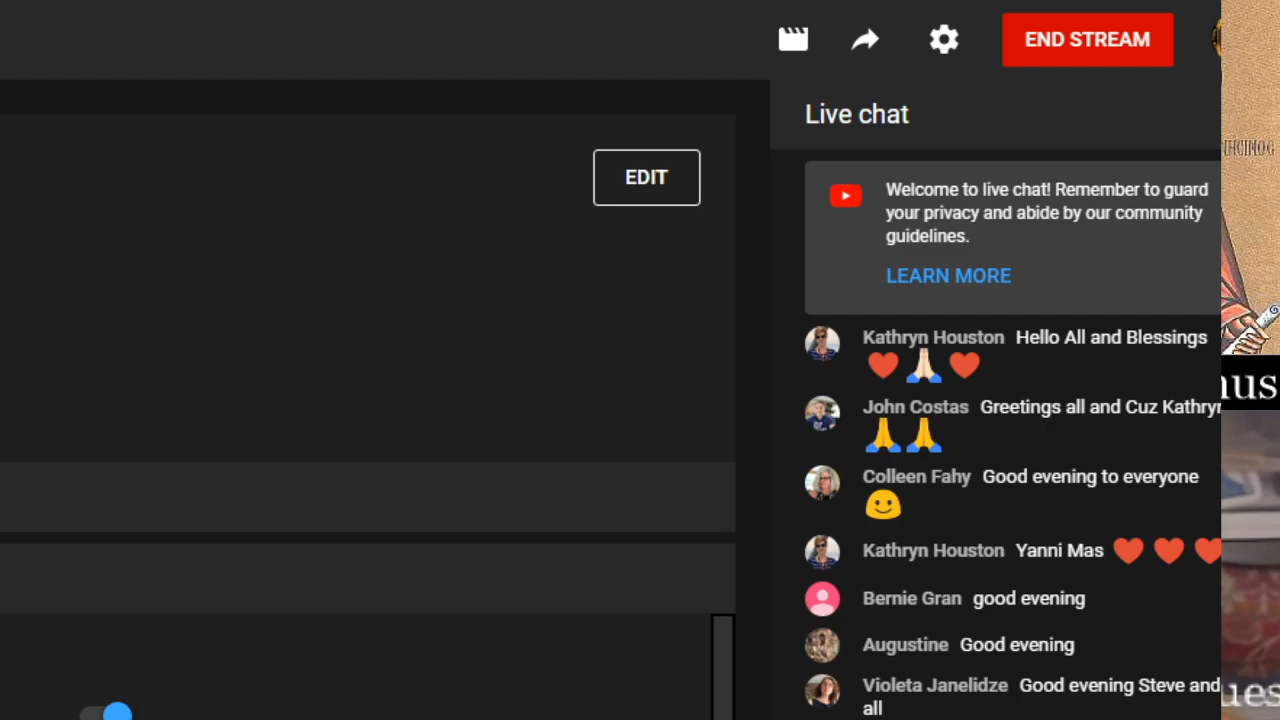 END STREAM
Live chat
EDIT
Welcome to live chat! Remember to guard
your privacy and abide by our community
guidelines.
LEARN MORE
Kathryn Houston Hello All and Blessings
❤️🙏🏻❤️
John Costas Greetings all and Cuz Kathryn
🙏🙏
Colleen Fahy Good evening to everyone
🙂
Kathryn Houston Yanni Mas ❤️ ❤️ ❤️
Bernie Gran good evening
Augustine Good evening
Violeta Janelidze Good evening Steve and
all